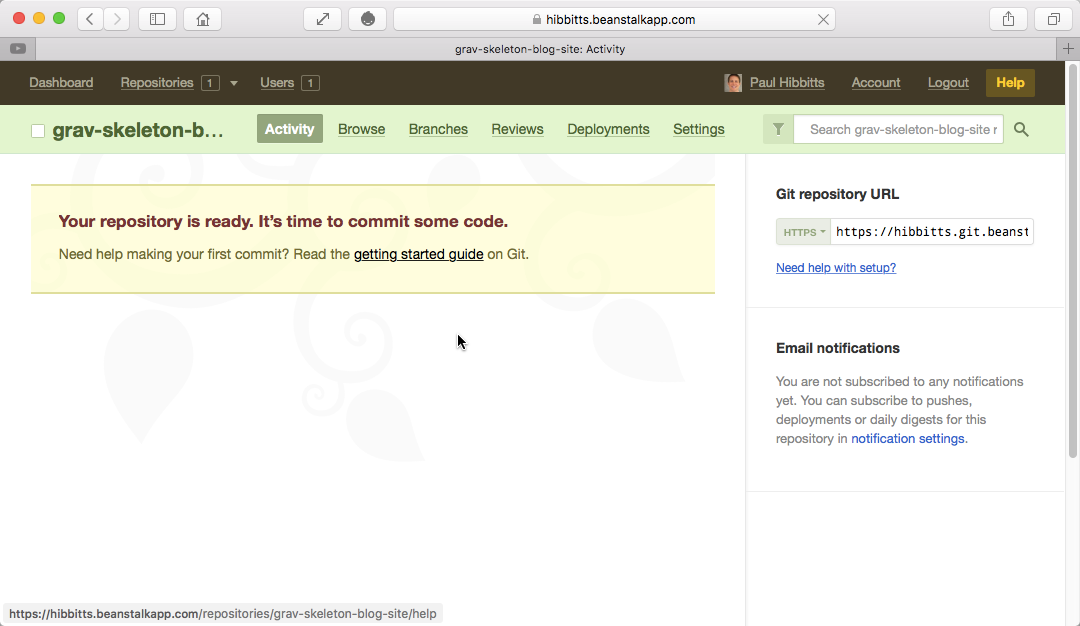 hibbitts.beanstalkapp.com
grav-skeleton-blog-site: Activity
Dashboard Repositories 1 Users 1 Paul Hibbitts Account Logout Help
grav-skeleton-b... Activity Browse Branches Reviews Deployments Settings Search grav-skeleton-blog-site r
Your repository is ready. It’s time to commit some code.
Need help making your first commit? Read the getting started guide on Git.
Git repository URL
HTTPS https://hibbitts.git.beanst
Need help with setup?
Email notifications
You are not subscribed to any notifications
yet. You can subscribe to pushes,
deployments or daily digests for this
repository in notification settings.
https://hibbitts.beanstalkapp.com/repositories/grav-skeleton-blog-site/help